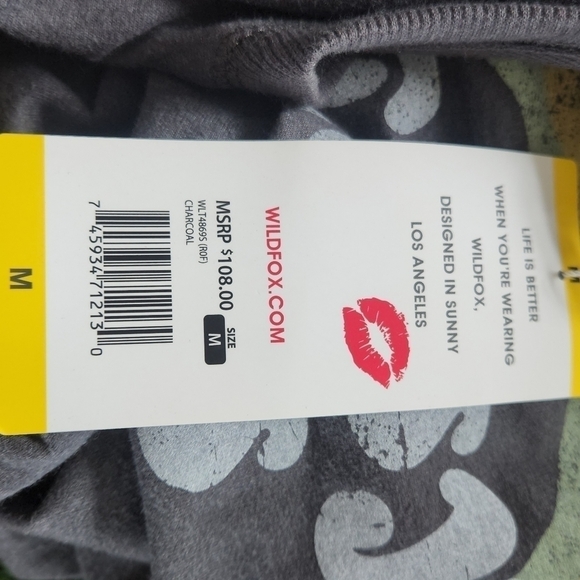 LIFE IS BETTER
WHEN YOU'RE WEARING
WILDFOX.
DESIGNED IN SUNNY
LOS ANGELES
WILDFOX.COM
MSRP $108.00
WLT4869S (R0F)
CHARCOAL
SIZE
M
7 45934 71213 0
M